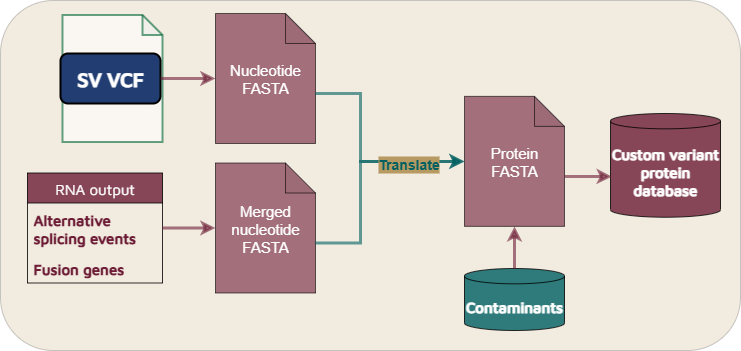 SV VCF
Nucleotide
FASTA
RNA output
Alternative
splicing events
Fusion genes
Merged
nucleotide
FASTA
Translate
Protein
FASTA
Custom variant
protein
database
Contaminants